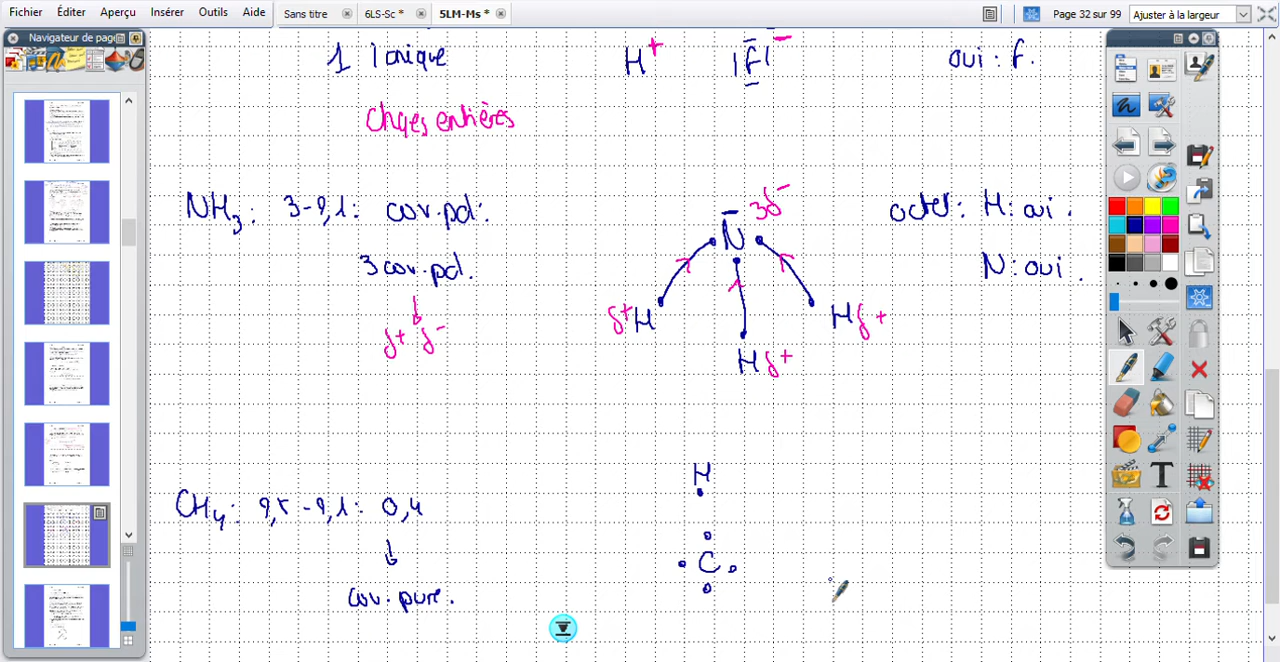 Fichier Éditer Aperçu Insérer Outils Aide
Sans titre 6LS-Sc * 5LM-Ms *
Page 32 sur 99 Ajuster à la largeur
Navigateur de page
1 ionique H+ |F|- oui : F.
Chges entières
NH3 : 3-2,1 : cov.pol. N 3δ- octet : H : oui .
3 cov.pol. N : oui .
δ+ δ- δ+H Hδ+
Hδ+
H
CH4 : 2,5 - 2,1 : 0,4
C
cov. pure .
T